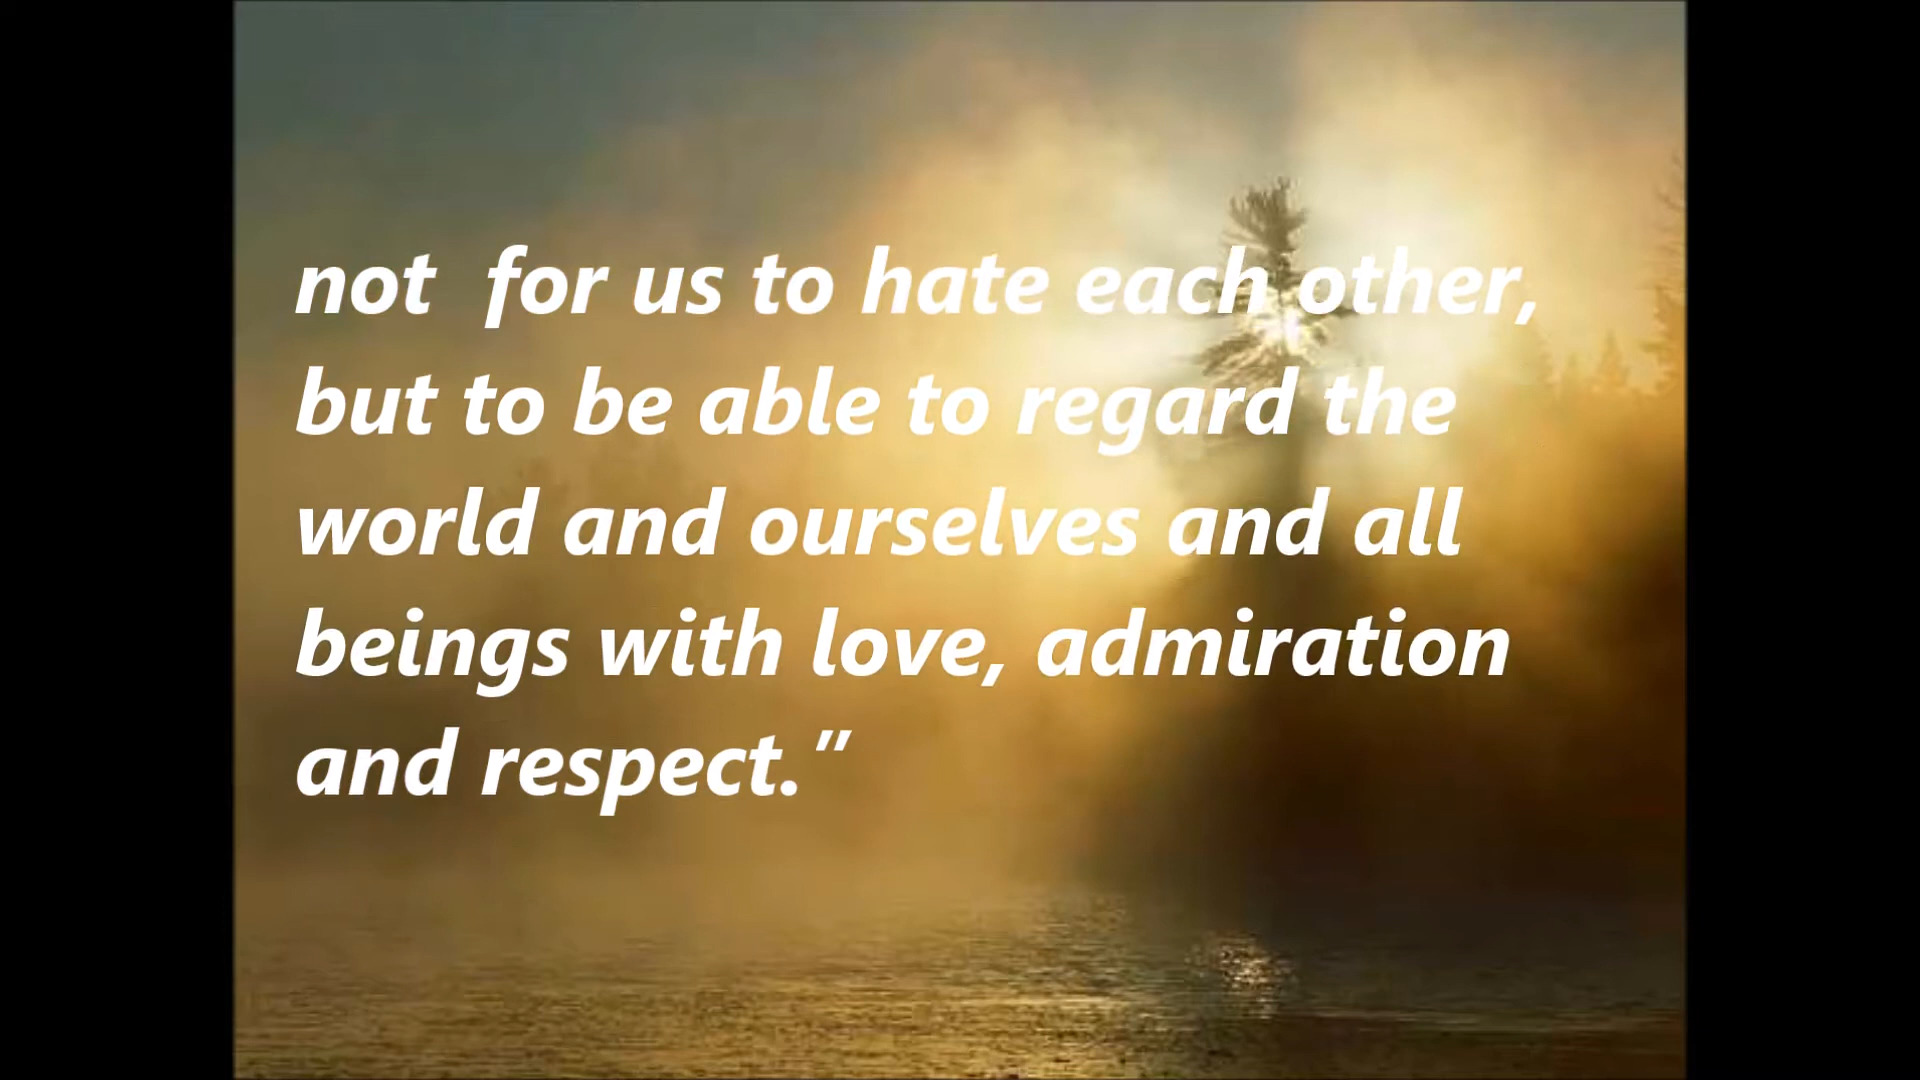 not  for us to hate each other,
but to be able to regard the
world and ourselves and all
beings with love, admiration
and respect.”